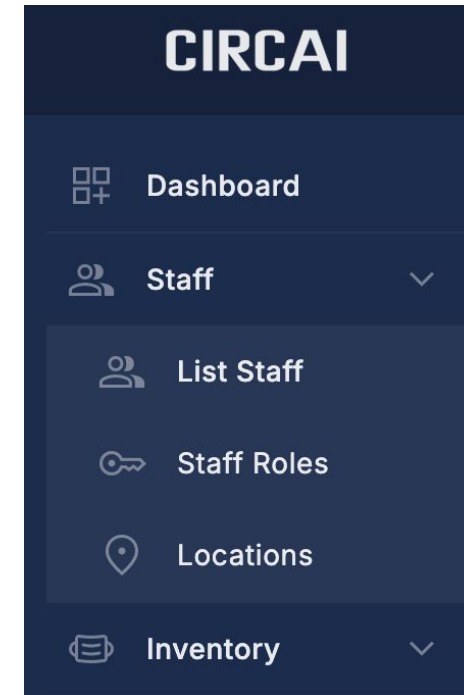 CIRCAI
Dashboard
Staff
List Staff
Staff Roles
Locations
Inventory